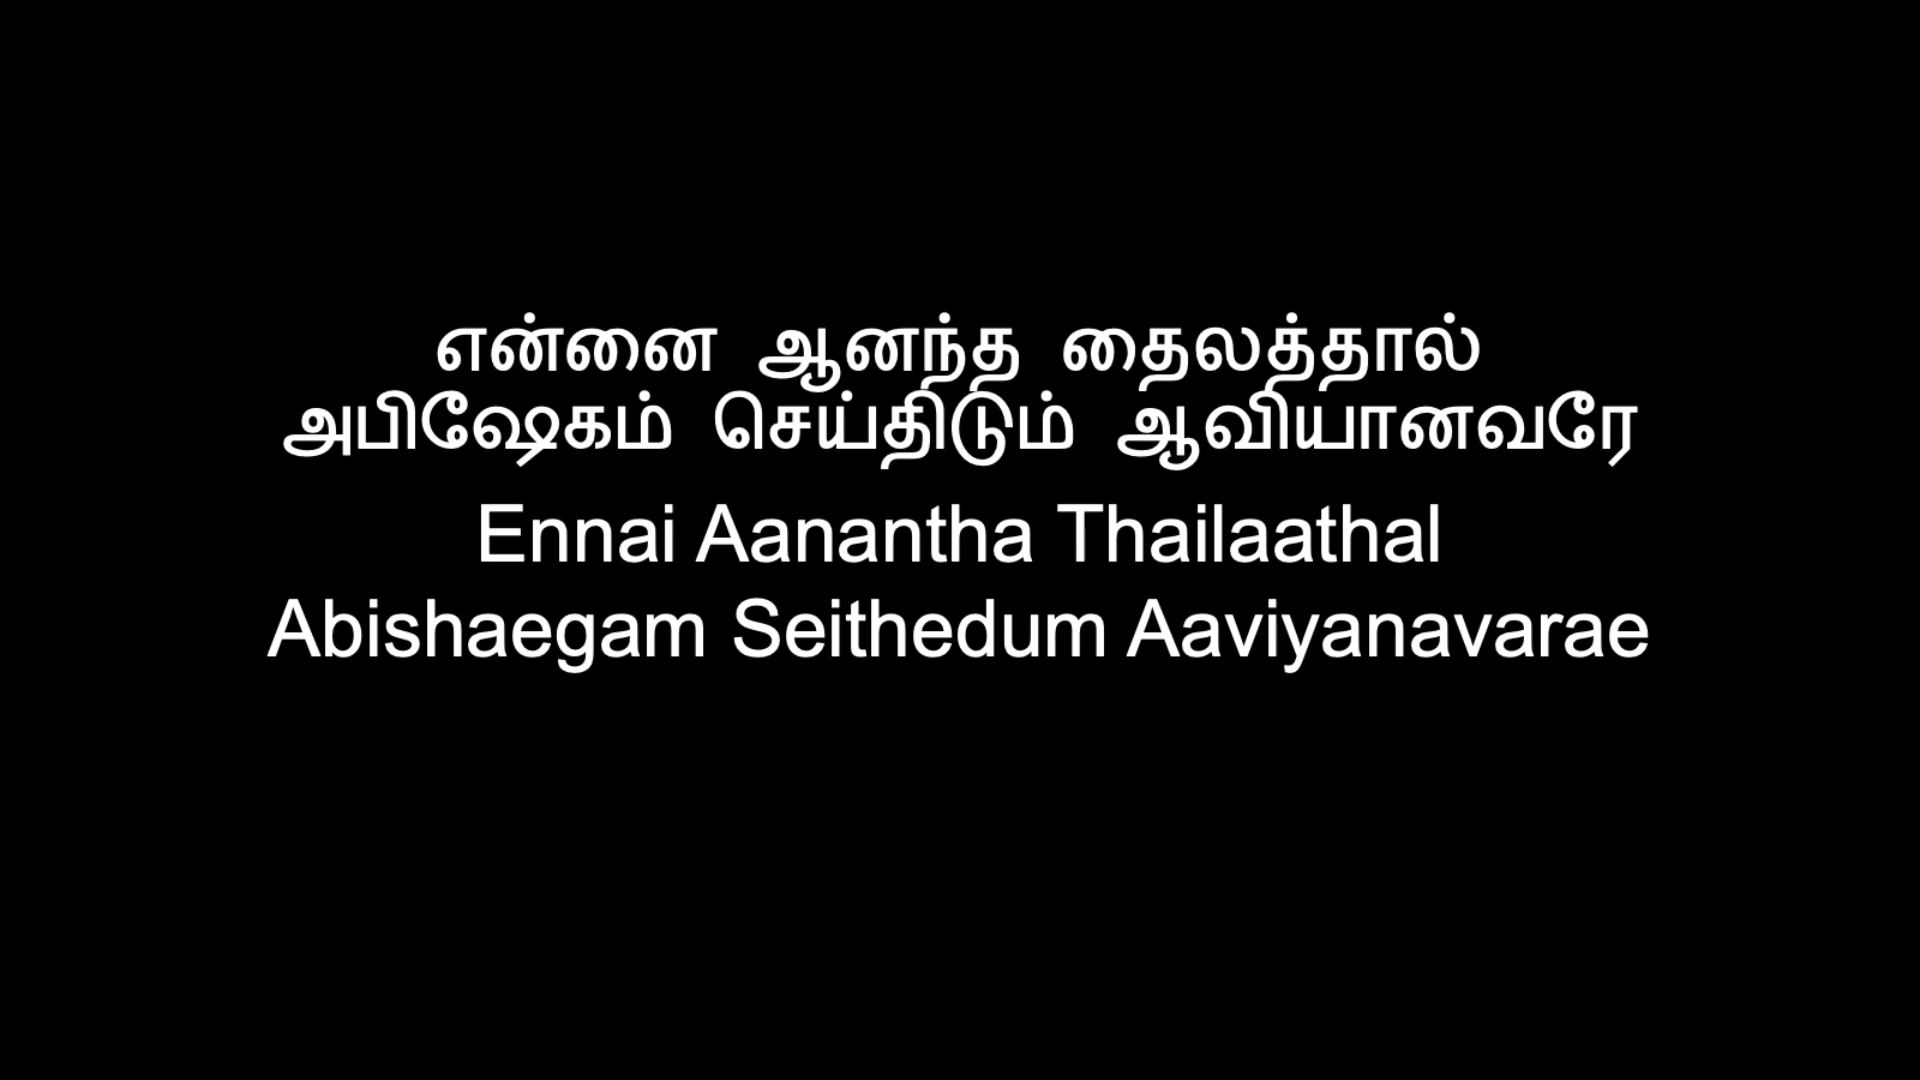 என்னை ஆனந்த தைலத்தால்
அபிஷேகம் செய்திடும் ஆவியானவரே
Ennai Aanantha Thailaathal
Abishaegam Seithedum Aaviyanavarae